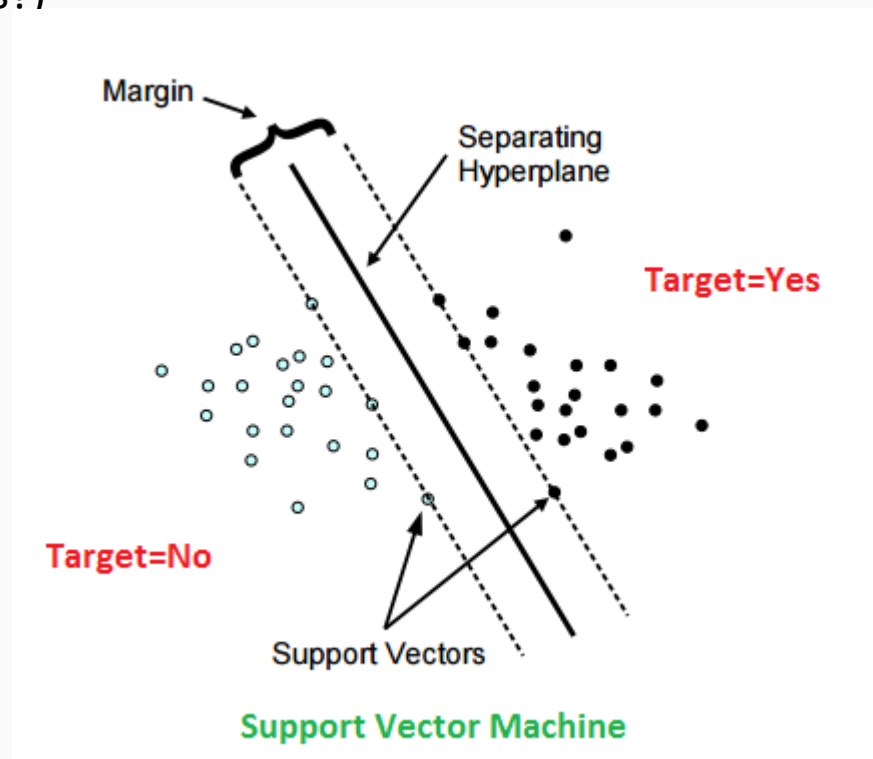 Margin
Separating
Hyperplane
Target=Yes
Target=No
Support Vectors
Support Vector Machine